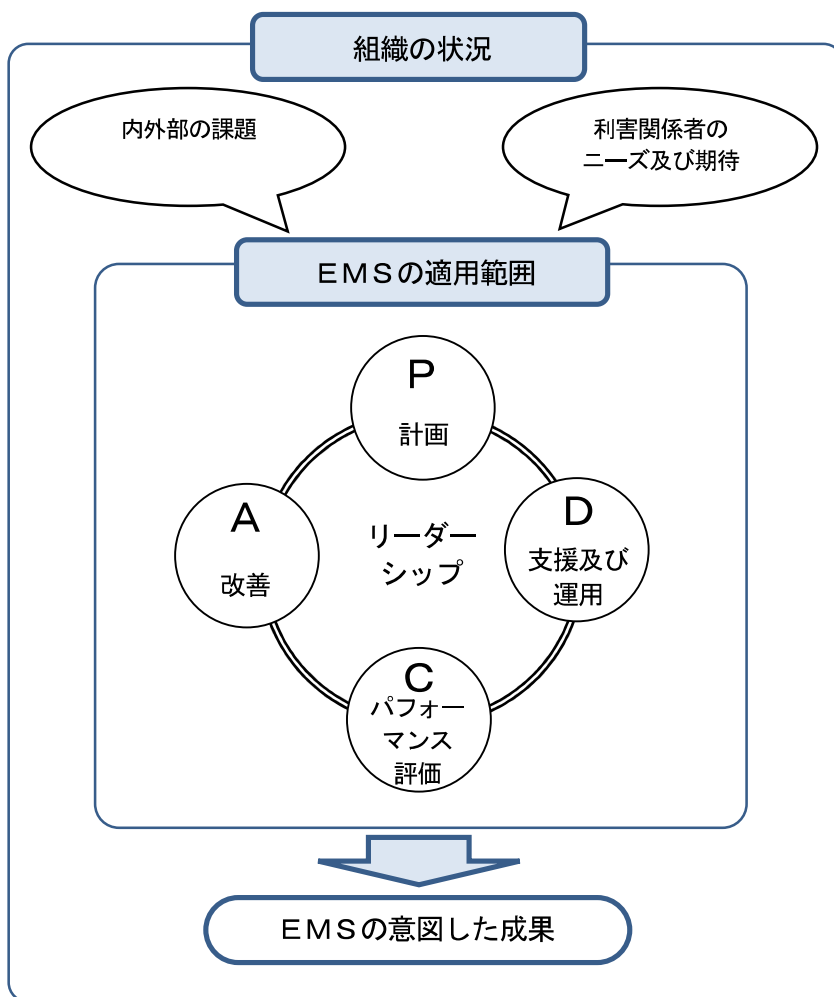 組織の状況
内外部の課題
利害関係者の
ニーズ及び期待
ＥＭＳの適用範囲
P
計画
A
改善
リーダー
シップ
D
支援及び
運用
C
パフォー
マンス
評価
ＥＭＳの意図した成果